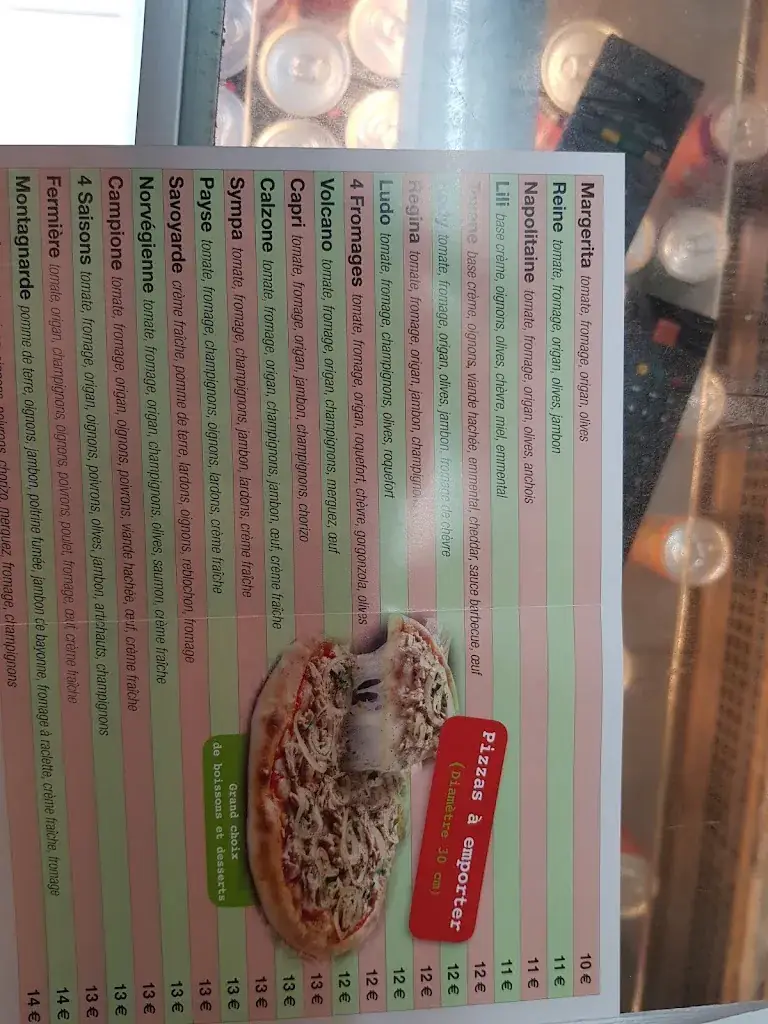 Margerita tomate, fromage, origan, olives 10 €
Reine tomate, fromage, origan, olives, jambon 11 €
Napolitaine tomate, fromage, origan, olives, anchois 11 €
Lili base crème, oignons, olives, chèvre, miel, emmental 11 €
base crème, oignons, viande hachée, emmental, cheddar, sauce barbecue, œuf 12 €
tomate, fromage, origan, olives, jambon, fromage de chèvre 12 €
Regina tomate, fromage, origan, jambon, champignon 12 €
Ludo tomate, fromage, champignons, olives, roquefort 12 €
4 Fromages tomate, fromage, origan, roquefort, chèvre, gorgonzola, olives 12 €
Volcano tomate, fromage, origan, champignons, merguez, œuf 12 €
Capri tomate, fromage, origan, jambon, champignons, chorizo 13 €
Calzone tomate, fromage, origan, champignons, jambon, œuf, crème fraîche 13 €
Sympa tomate, fromage, champignons, jambon, lardons, crème fraîche 13 €
Payse tomate, fromage, champignons, oignons, lardons, crème fraîche 13 €
Savoyarde crème fraîche, pomme de terre, lardons, oignons, reblochon, fromage 13 €
Norvégienne tomate, fromage, origan, champignons, olives, saumon, crème fraîche 13 €
Campione tomate, fromage, origan, oignons, poivrons, viande hachée, œuf, crème fraîche 13 €
4 Saisons tomate, fromage, origan, oignons, poivrons, olives, jambon, artichauts, champignons 13 €
Fermière tomate, origan, champignons, oignons, poivrons, poulet, fromage, œuf, crème fraîche 13 €
Montagnarde pomme de terre, oignons, jambon, poitrine fumée, jambon de bayonne, fromage à raclette, crème fraîche, fromage 14 €
poivrons, chorizo, merguez, fromage, champignons 14 €
Pizzas à emporter
(Diamètre 30 cm)
Grand choix
de boissons et desserts